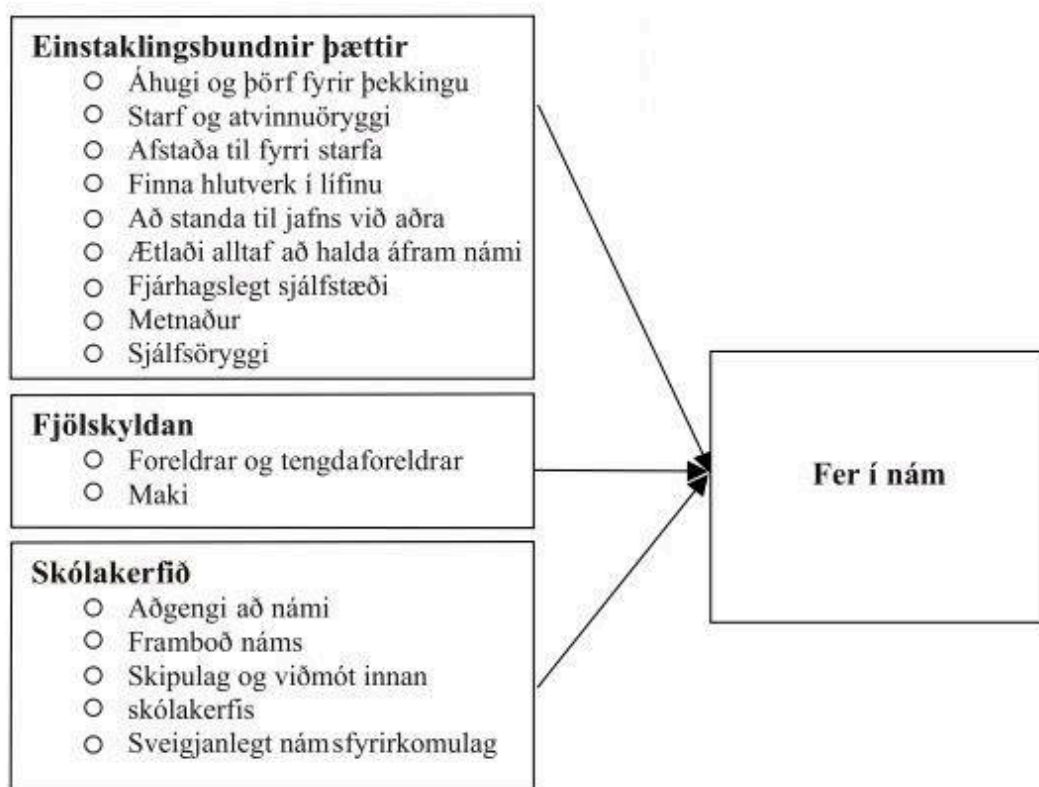 Einstaklingsbundnir þættir
Áhugi og þörf fyrir þekkingu
Starf og atvinnuöryggi
Afstaða til fyrri starfa
Finna hlutverk í lífinu
Að standa til jafns við aðra
Ætlaði alltaf að halda áfram námi
Fjárhagslegt sjálfstæði
Metnaður
Sjálfsöryggi
Fjölskyldan
Foreldrar og tengdaforeldrar
Maki
Skólakerfið
Aðgengi að námi
Framboð náms
Skipulag og viðmót innan
skólakerfis
Sveigjanlegt námsfyrirkomulag
Fer í nám